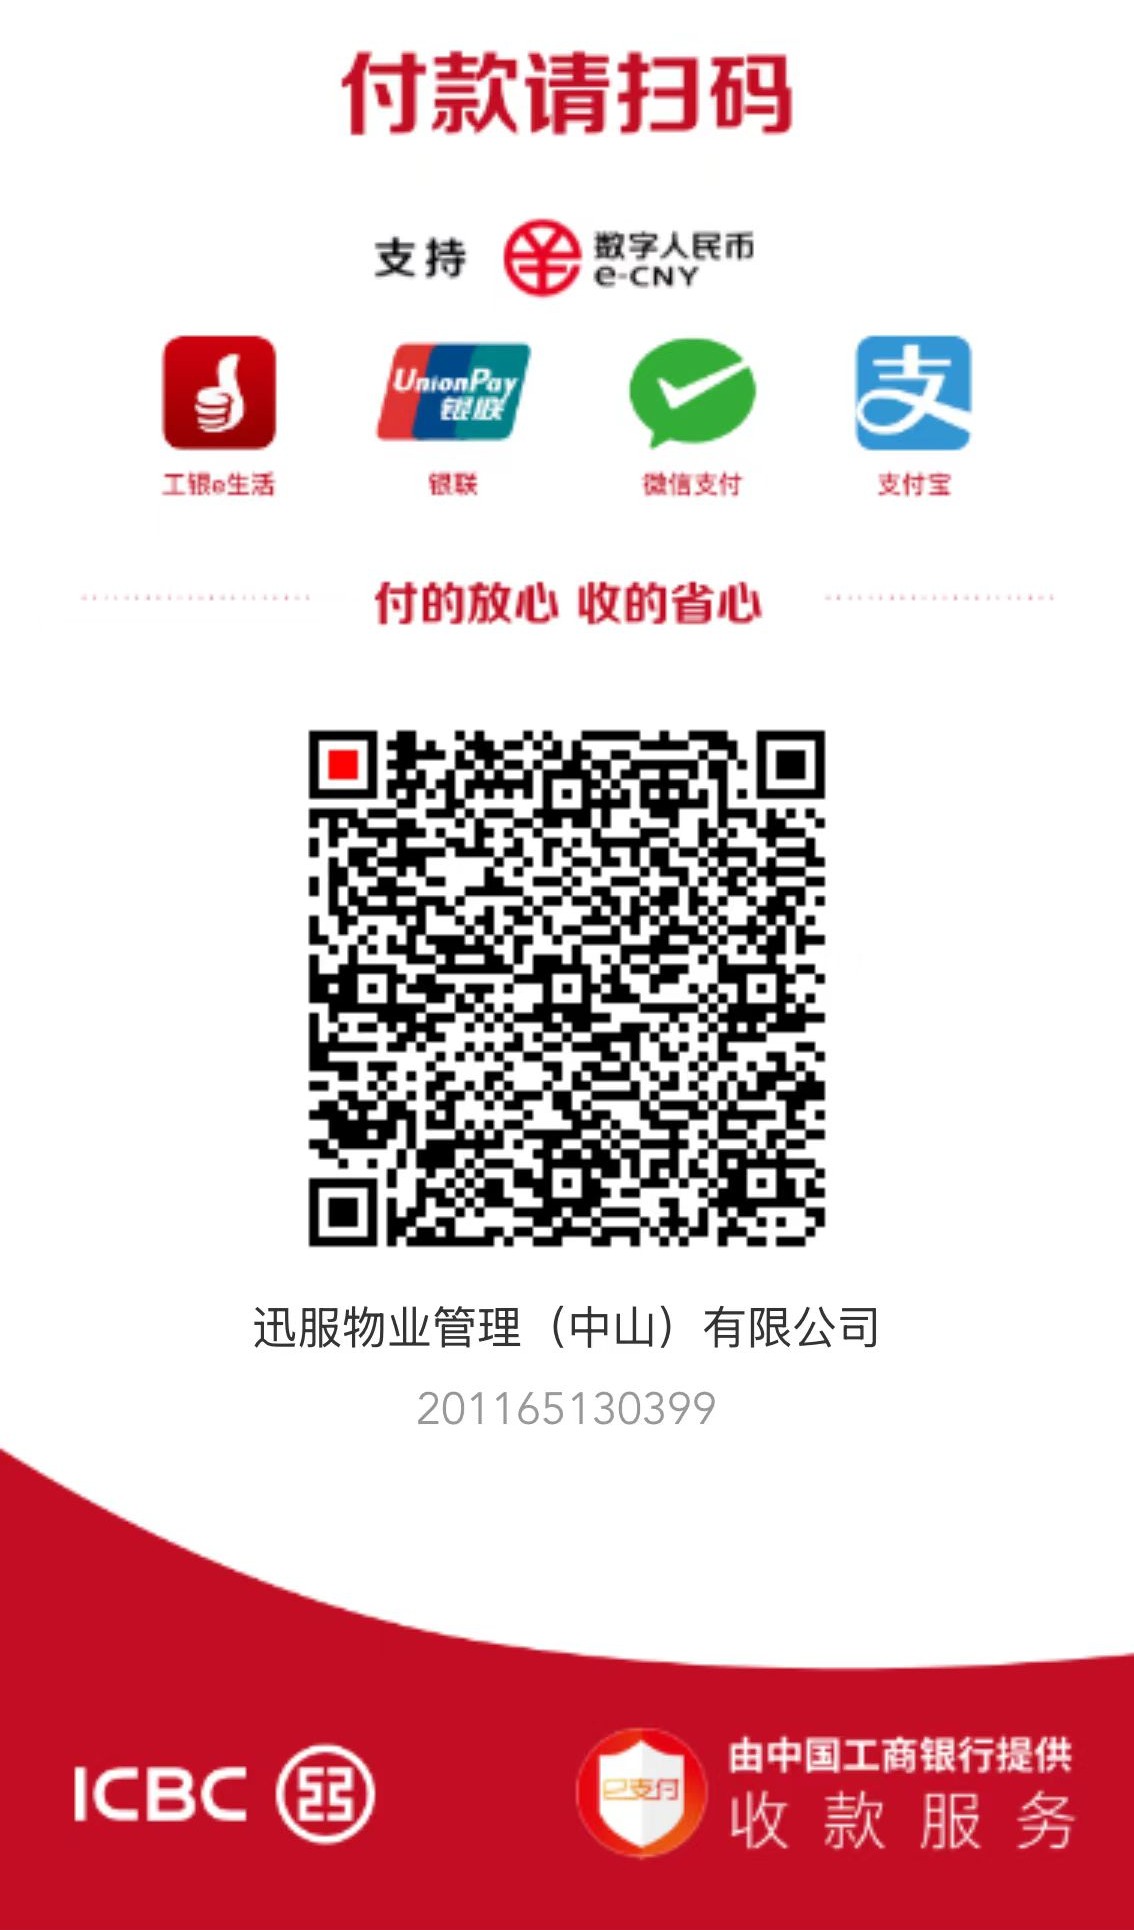 付款请扫码
支持 数字人民币
e-CNY
UnionPay
银联
工银e生活 银联 微信支付 支付宝
付的放心 收的省心
迅服物业管理（中山）有限公司
201165130399
ICBC
e支付
由中国工商银行提供
收款服务